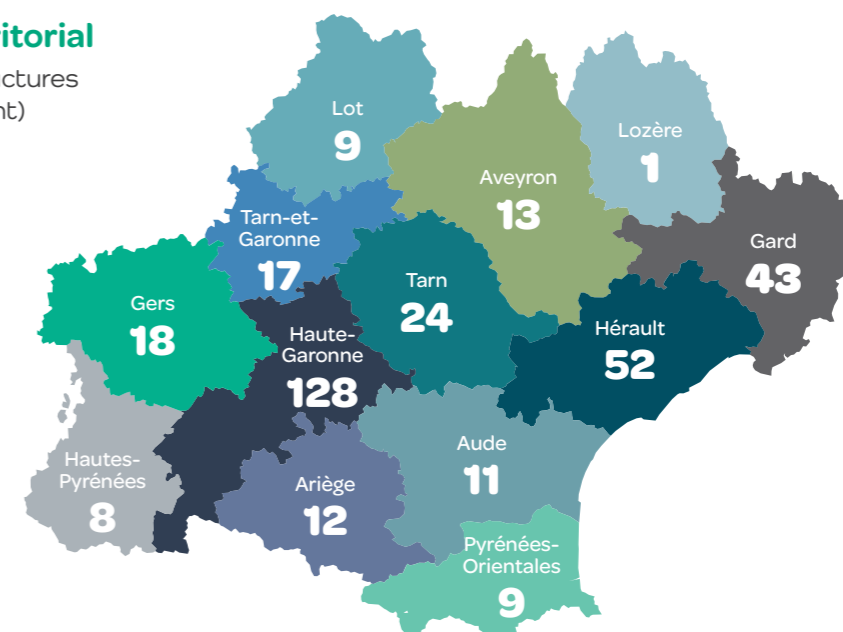 itorial
ctures
nt)
Lot
9
Lozère
1
Aveyron
13
Tarn-et-
Garonne
17
Gard
43
Tarn
24
Gers
18
Hérault
52
Haute-
Garonne
128
Aude
11
Hautes-
Pyrénées
8
Ariège
12
Pyrénées-
Orientales
9